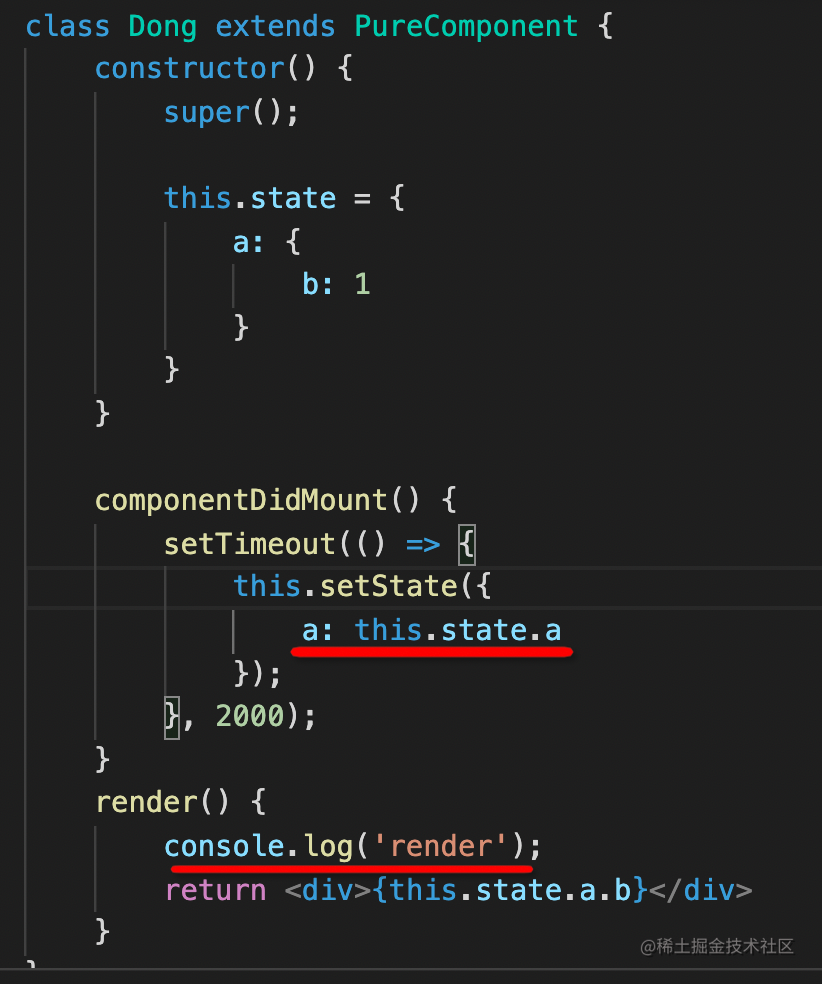 class Dong extends PureComponent {
constructor() {
super();
this.state = {
a: {
b: 1
}
}
}
componentDidMount() {
setTimeout(() => {
this.setState({
a: this.state.a
});
}, 2000);
}
render() {
console.log('render');
return <div>{this.state.a.b}</div>
}
}
@稀土掘金技术社区